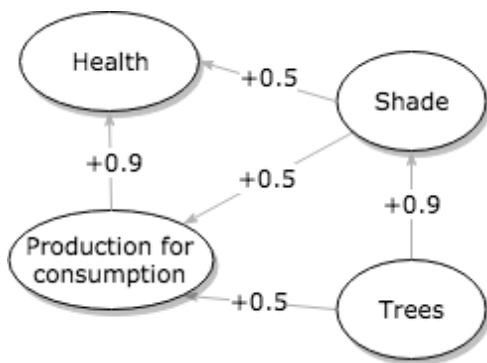 Health
+0.5
Shade
+0.9
+0.5
+0.9
Production for
consumption
+0.5
Trees